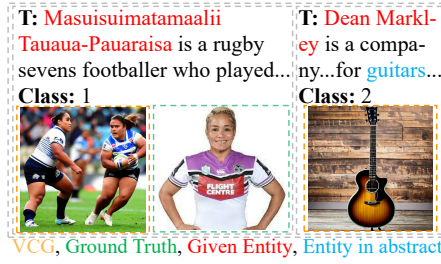 T: Masuisuimatamaalii
Tauaua-Pauaraisa is a rugby
sevens footballer who played...
Class: 1
FLIGHT
CENTRE
T: Dean Markl-
ey is a compa-
ny...for guitars...
Class: 2
VCG, Ground Truth, Given Entity, Entity in abstract